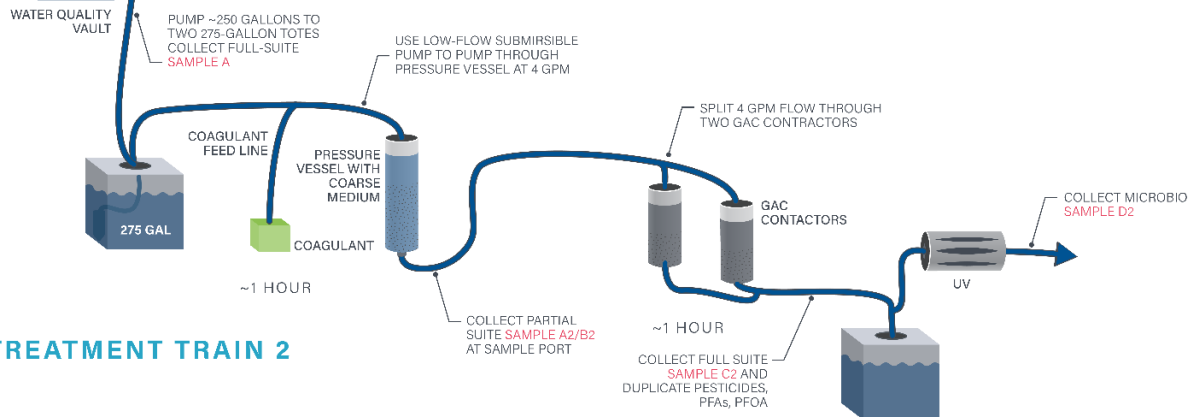 WATER QUALITY
VAULT
PUMP ~250 GALLONS TO
TWO 275-GALLON TOTES
COLLECT FULL-SUITE
SAMPLE A
USE LOW-FLOW SUBMIRSIBLE
PUMP TO PUMP THROUGH
PRESSURE VESSEL AT 4 GPM
COAGULANT
FEED LINE
PRESSURE
VESSEL WITH
COARSE
MEDIUM
SPLIT 4 GPM FLOW THROUGH
TWO GAC CONTRACTORS
GAC
CONTACTORS
COLLECT MICROBIO
SAMPLE D2
275 GAL
COAGULANT
~1 HOUR
UV
COLLECT PARTIAL
SUITE SAMPLE A2/B2
AT SAMPLE PORT
~1 HOUR
COLLECT FULL SUITE
SAMPLE C2 AND
DUPLICATE PESTICIDES,
PFAs, PFOA
TREATMENT TRAIN 2